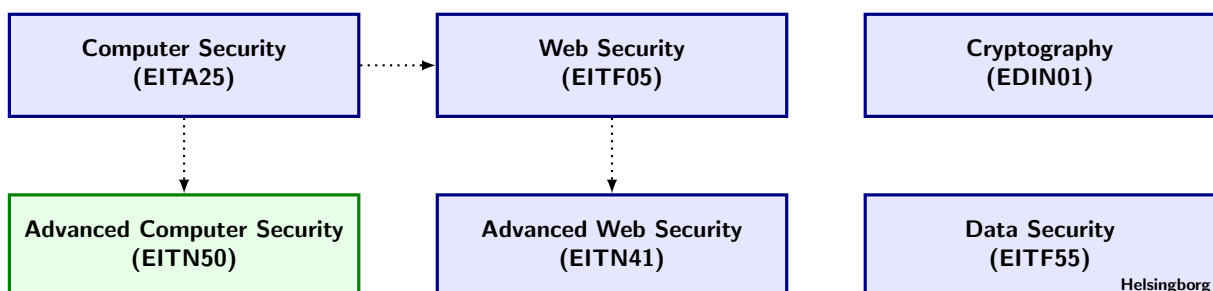 Computer Security
(EITA25)
Web Security
(EITF05)
Cryptography
(EDIN01)
Advanced Computer Security
(EITN50)
Advanced Web Security
(EITN41)
Data Security
(EITF55)
Helsingborg